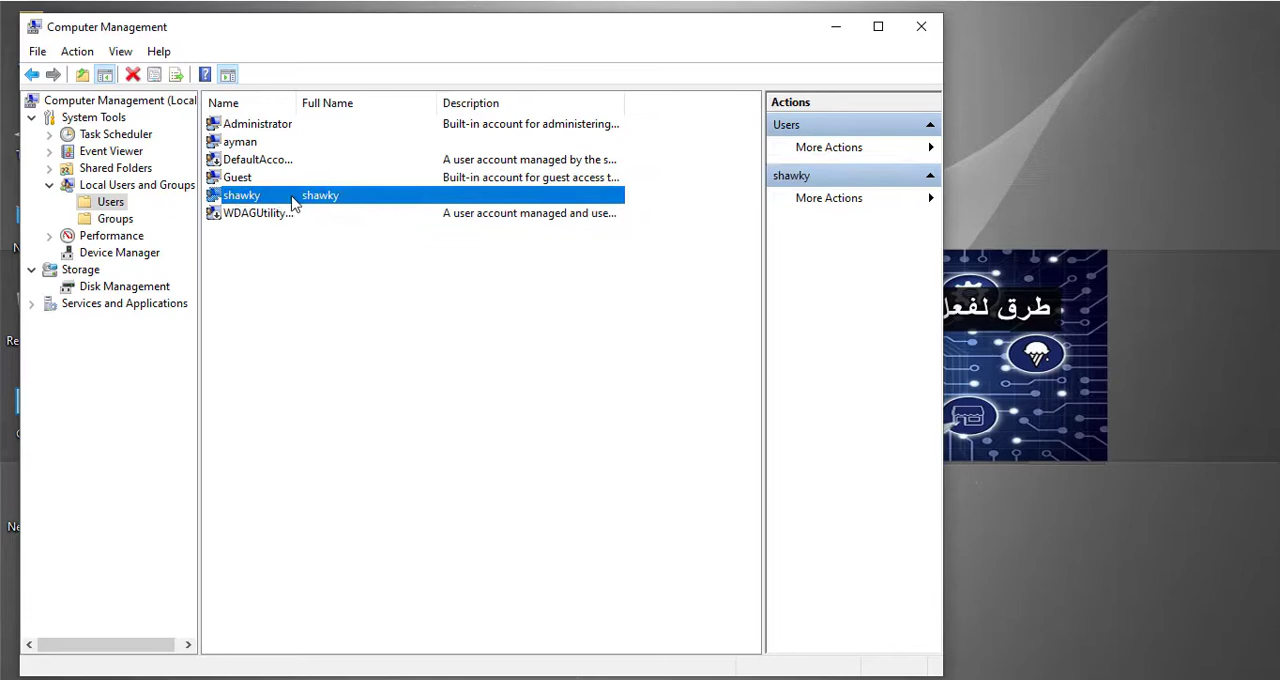 Computer Management
File Action View Help
Computer Management (Local
System Tools
Task Scheduler
Event Viewer
Shared Folders
Local Users and Groups
Users
Groups
Performance
Device Manager
Storage
Disk Management
Services and Applications
Name Full Name Description
Administrator Built-in account for administering...
ayman
DefaultAcco... A user account managed by the s...
Guest Built-in account for guest access t...
shawky shawky
WDAGUtility... A user account managed and use...
Actions
Users
More Actions
shawky
More Actions
طرق لفعل